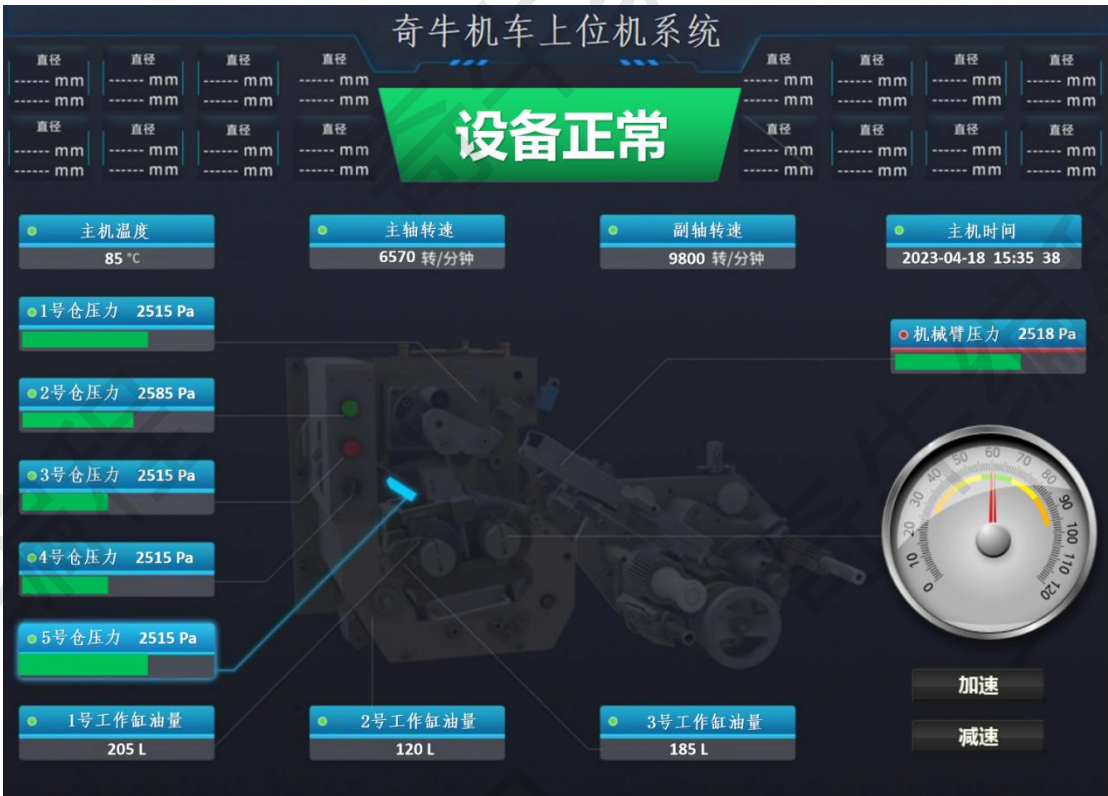 奇牛机车上位机系统
直径 直径 直径 直径 直径 直径 直径 直径
------ mm ------ mm ------ mm ------ mm ------ mm ------ mm ------ mm ------ mm
------ mm ------ mm ------ mm ------ mm ------ mm ------ mm ------ mm ------ mm
设备正常
直径 直径 直径 直径 直径 直径 直径 直径
------ mm ------ mm ------ mm ------ mm ------ mm ------ mm ------ mm ------ mm
------ mm ------ mm ------ mm ------ mm ------ mm ------ mm ------ mm ------ mm
主机温度 主轴转速 副轴转速 主机时间
85 °C 6570 转/分钟 9800 转/分钟 2023-04-18 15:35 38
1号仓压力 2515 Pa
机械臂压力 2518 Pa
2号仓压力 2585 Pa
3号仓压力 2515 Pa
4号仓压力 2515 Pa
5号仓压力 2515 Pa
0 10 20 30 40 50 60 70 80 90 100 110 120
加速
减速
1号工作缸油量 2号工作缸油量 3号工作缸油量
205 L 120 L 185 L